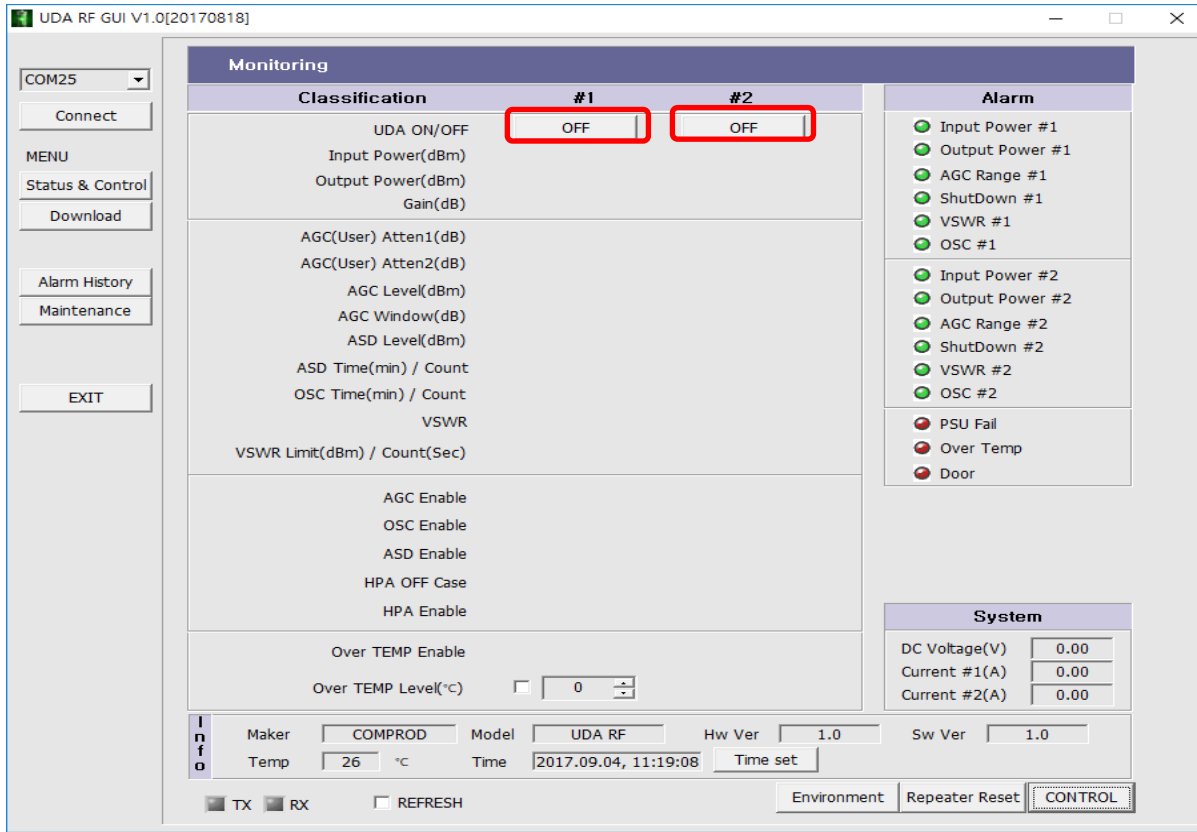 UDA RF GUI V1.0[20170818]
COM25
Connect
MENU
Status & Control
Download
Alarm History
Maintenance
EXIT
Monitoring
Classification #1 #2
UDA ON/OFF OFF OFF
Input Power(dBm)
Output Power(dBm)
Gain(dB)
AGC(User) Atten1(dB)
AGC(User) Atten2(dB)
AGC Level(dBm)
AGC Window(dB)
ASD Level(dBm)
ASD Time(min) / Count
OSC Time(min) / Count
VSWR
VSWR Limit(dBm) / Count(Sec)
AGC Enable
OSC Enable
ASD Enable
HPA OFF Case
HPA Enable
Over TEMP Enable
Over TEMP Level(°C) 0
Alarm
Input Power #1
Output Power #1
AGC Range #1
ShutDown #1
VSWR #1
OSC #1
Input Power #2
Output Power #2
AGC Range #2
ShutDown #2
VSWR #2
OSC #2
PSU Fail
Over Temp
Door
System
DC Voltage(V) 0.00
Current #1(A) 0.00
Current #2(A) 0.00
Info
Maker COMPROD Model UDA RF Hw Ver 1.0 Sw Ver 1.0
Temp 26 °C Time 2017.09.04, 11:19:08 Time set
TX RX REFRESH Environment Repeater Reset CONTROL